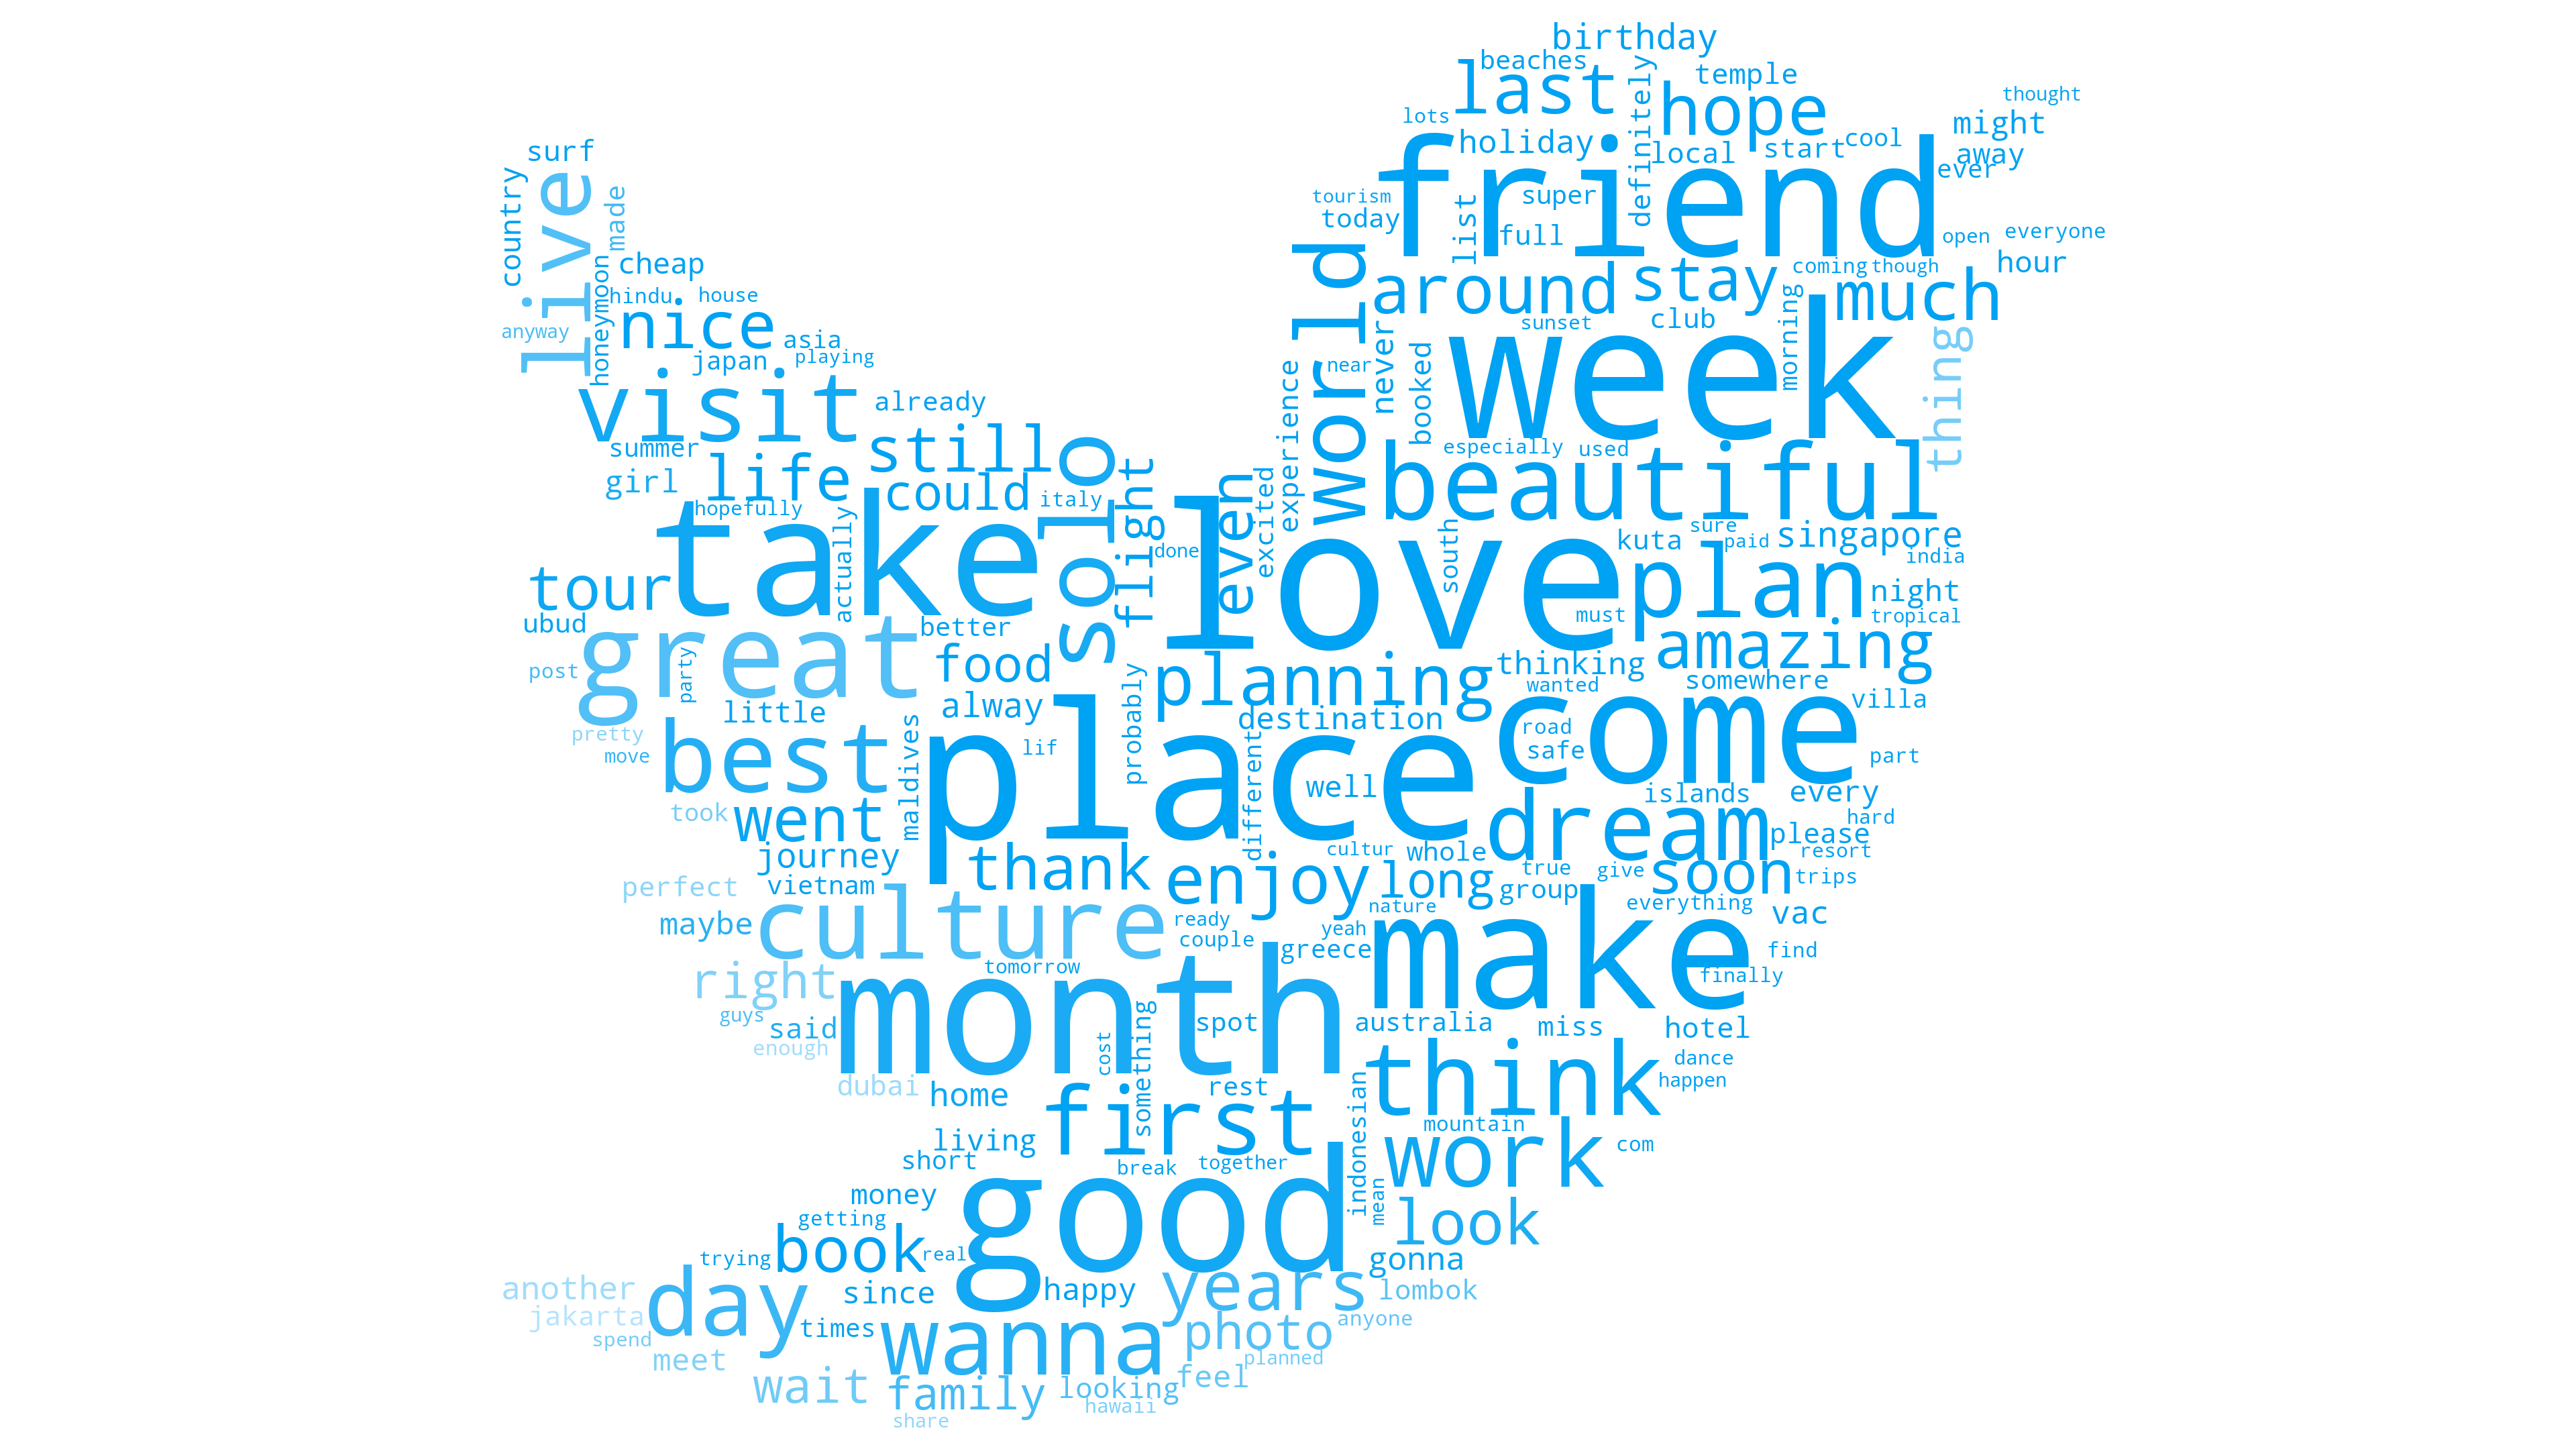 birthday
beaches
last
temple
hope
thought
lots
definitely
might
holiday
local
start
cool
away
ever
friend
surf
country
live
made
tourism
today
list
super
full
open
everyone
cheap
honeymoon
hindu
house
world
around
stay
coming
though
hour
much
anyway
nice
asia
japan
playing
near
never
sunset
club
morning
thing
visit
already
experience
booked
week
summer
still
girl
life
could
italy
solo
flight
even
excited
especially
used
beautiful
hopefully
take
actually
done
love
south
kuta
sure
paid
singapore
india
tour
plan
night
tropical
must
ubud
great
better
amazing
post
party
food
planning
thinking
wanted
somewhere
villa
little
alway
probably
destination
come
pretty
move
best
maldives
lif
place
different
well
road
safe
part
took
went
islands
every
dream
hard
please
journey
thank
cultur
whole
resort
enjoy
long
true
group
give
soon
trips
perfect
vietnam
culture
maybe
ready
couple
nature
yeah
greece
make
everything
vac
find
finally
right
tomorrow
guys
said
enough
month
cost
something
spot
australia
miss
hotel
dubai
home
rest
think
dance
happen
first
indonesian
mountain
living
short
break
together
work
com
money
good
mean
look
getting
book
real
trying
gonna
another
day
since
happy
years
lombok
jakarta
spend
times
wanna
photo
anyone
meet
planned
wait
family
looking
feel
hawaii
share